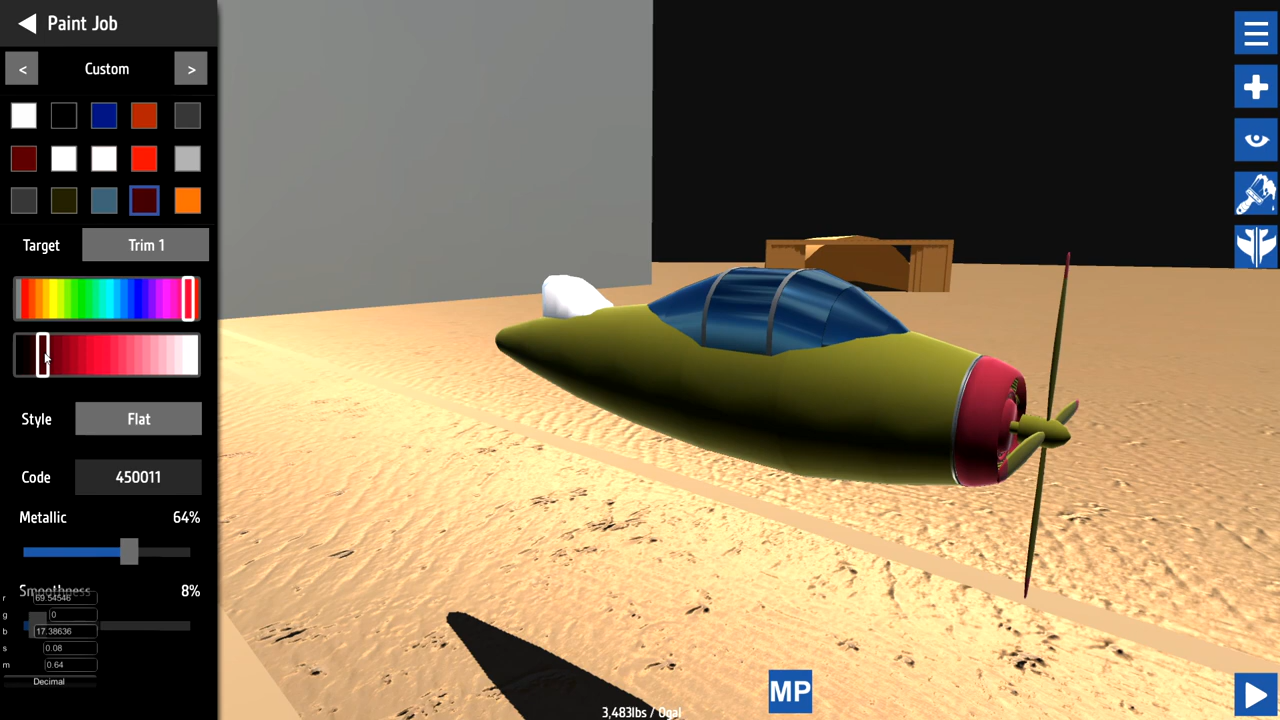 Paint Job
< Custom >
Target Trim 1
Style Flat
Code 450011
Metallic 64%
Smoothness 8%
r 69.54546
g 0
b 17.38636
s 0.08
m 0.64
Decimal
MP
3,483lbs / 0gal